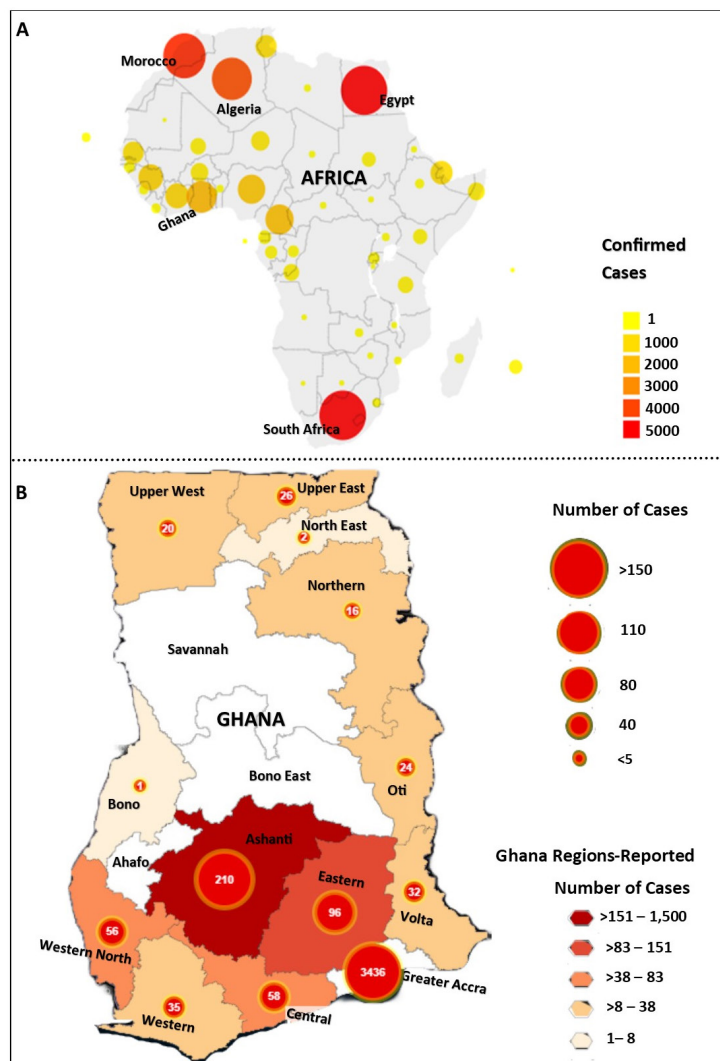 A
Morocco
Algeria
Egypt
AFRICA
Ghana
South Africa
Confirmed
Cases
1
1000
2000
3000
4000
5000
B
Upper West
Upper East
26
20
North East
2
Northern
16
Savannah
GHANA
Bono East
24
Oti
1
Bono
Ashanti
Ahafo
210
Eastern
96
32
Volta
56
Western North
3436
Greater Accra
58
35
Central
Western
Number of Cases
>150
110
80
40
<5
Ghana Regions-Reported
Number of Cases
>151 – 1,500
>83 – 151
>38 – 83
>8 – 38
1– 8